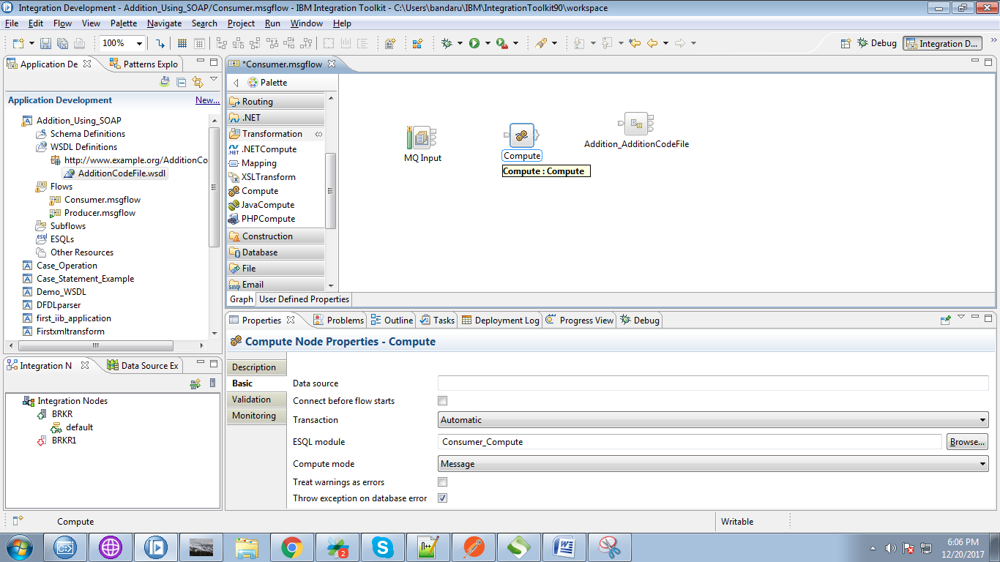 Integration Development - Addition_Using_SOAP/Consumer.msgflow - IBM Integration Toolkit - C:\Users\bandaru\IBM\IntegrationToolkit90\workspace
File Edit Flow View Palette Navigate Search Project Run Window Help
100%
Debug
Integration D...
Application De
Patterns Explo
Application Development
New...
Addition_Using_SOAP
Schema Definitions
WSDL Definitions
http://www.example.org/AdditionCo
AdditionCodeFile.wsdl
Flows
Consumer.msgflow
Producer.msgflow
Subflows
esql ESQLs
Other Resources
Case_Operation
Case_Statement_Example
Demo_WSDL
DFDLparser
first_iib_application
Firstxmltransform
Integration N
Data Source Ex
Integration Nodes
BRKR
default
BRKR1
*Consumer.msgflow
Palette
Routing
.NET
Transformation
.NETCompute
Mapping
XSLTransform
Compute
JavaCompute
PHPCompute
Construction
Database
File
Email
Graph
User Defined Properties
MQ Input
Compute
Compute : Compute
Addition_AdditionCodeFile
Properties
Problems
Outline
Tasks
Deployment Log
Progress View
Debug
Compute Node Properties - Compute
Description
Basic
Validation
Monitoring
Data source
Connect before flow starts
Transaction
Automatic
ESQL module
Consumer_Compute
Browse...
Compute mode
Message
Treat warnings as errors
Throw exception on database error
Compute
Writable
2
6:06 PM
12/20/2017